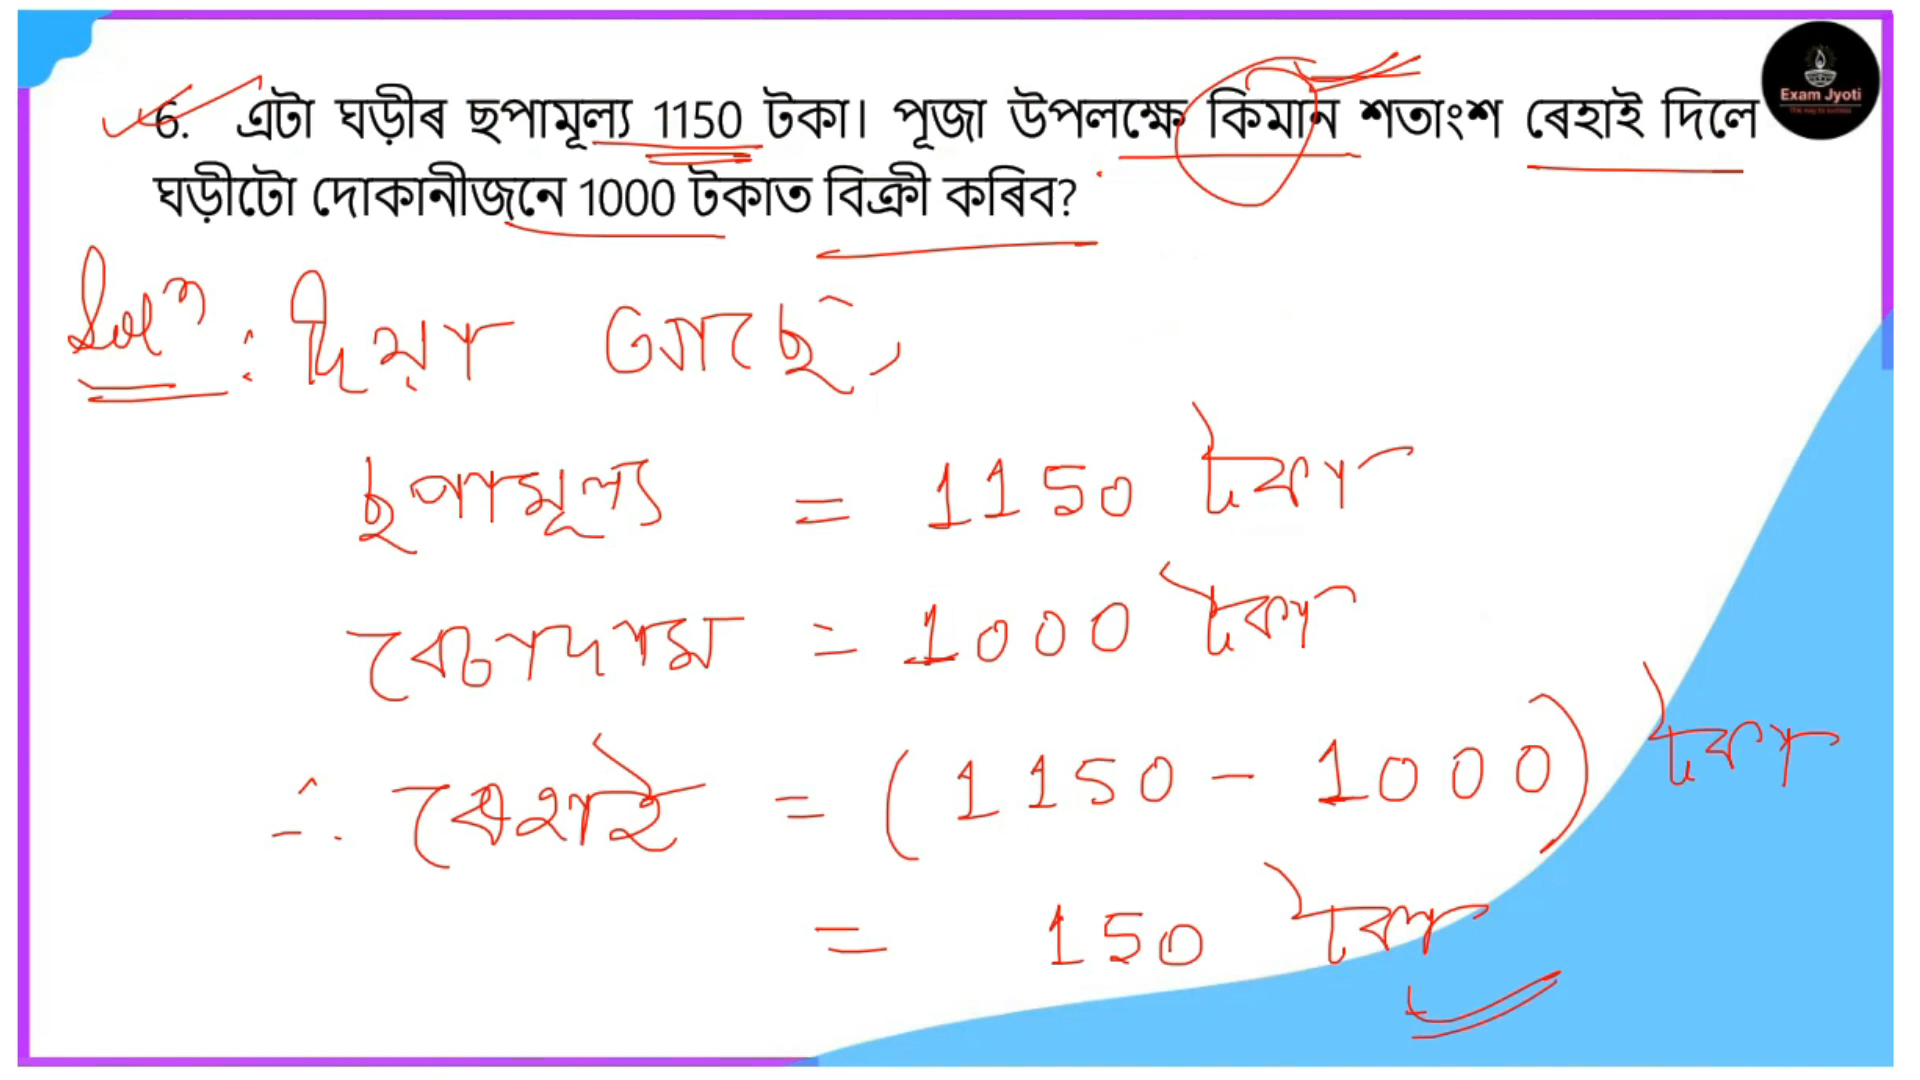 Exam Jyoti
6. এটা ঘড়ীৰ ছপামূল্য 1150 টকা। পূজা উপলক্ষে কিমান শতাংশ ৰেহাই দিলে
ঘড়ীটো দোকানীজনে 1000 টকাত বিক্ৰী কৰিব?
Solⁿ : দিয়া আছে,
ছপামূল্য = 1150 টকা
বেচাদাম = 1000 টকা
∴ ৰেহাই = (1150 - 1000) টকা
= 150 টকা